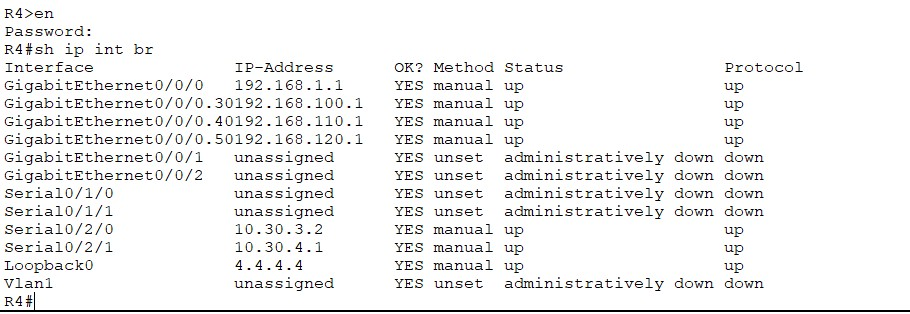 R4>en
Password:
R4#sh ip int br
Interface              IP-Address      OK? Method Status                Protocol
GigabitEthernet0/0/0   192.168.1.1     YES manual up                    up
GigabitEthernet0/0/0.30192.168.100.1   YES manual up                    up
GigabitEthernet0/0/0.40192.168.110.1   YES manual up                    up
GigabitEthernet0/0/0.50192.168.120.1   YES manual up                    up
GigabitEthernet0/0/1   unassigned      YES unset  administratively down down
GigabitEthernet0/0/2   unassigned      YES unset  administratively down down
Serial0/1/0            unassigned      YES unset  administratively down down
Serial0/1/1            unassigned      YES unset  administratively down down
Serial0/2/0            10.30.3.2       YES manual up                    up
Serial0/2/1            10.30.4.1       YES manual up                    up
Loopback0              4.4.4.4         YES manual up                    up
Vlan1                  unassigned      YES unset  administratively down down
R4#